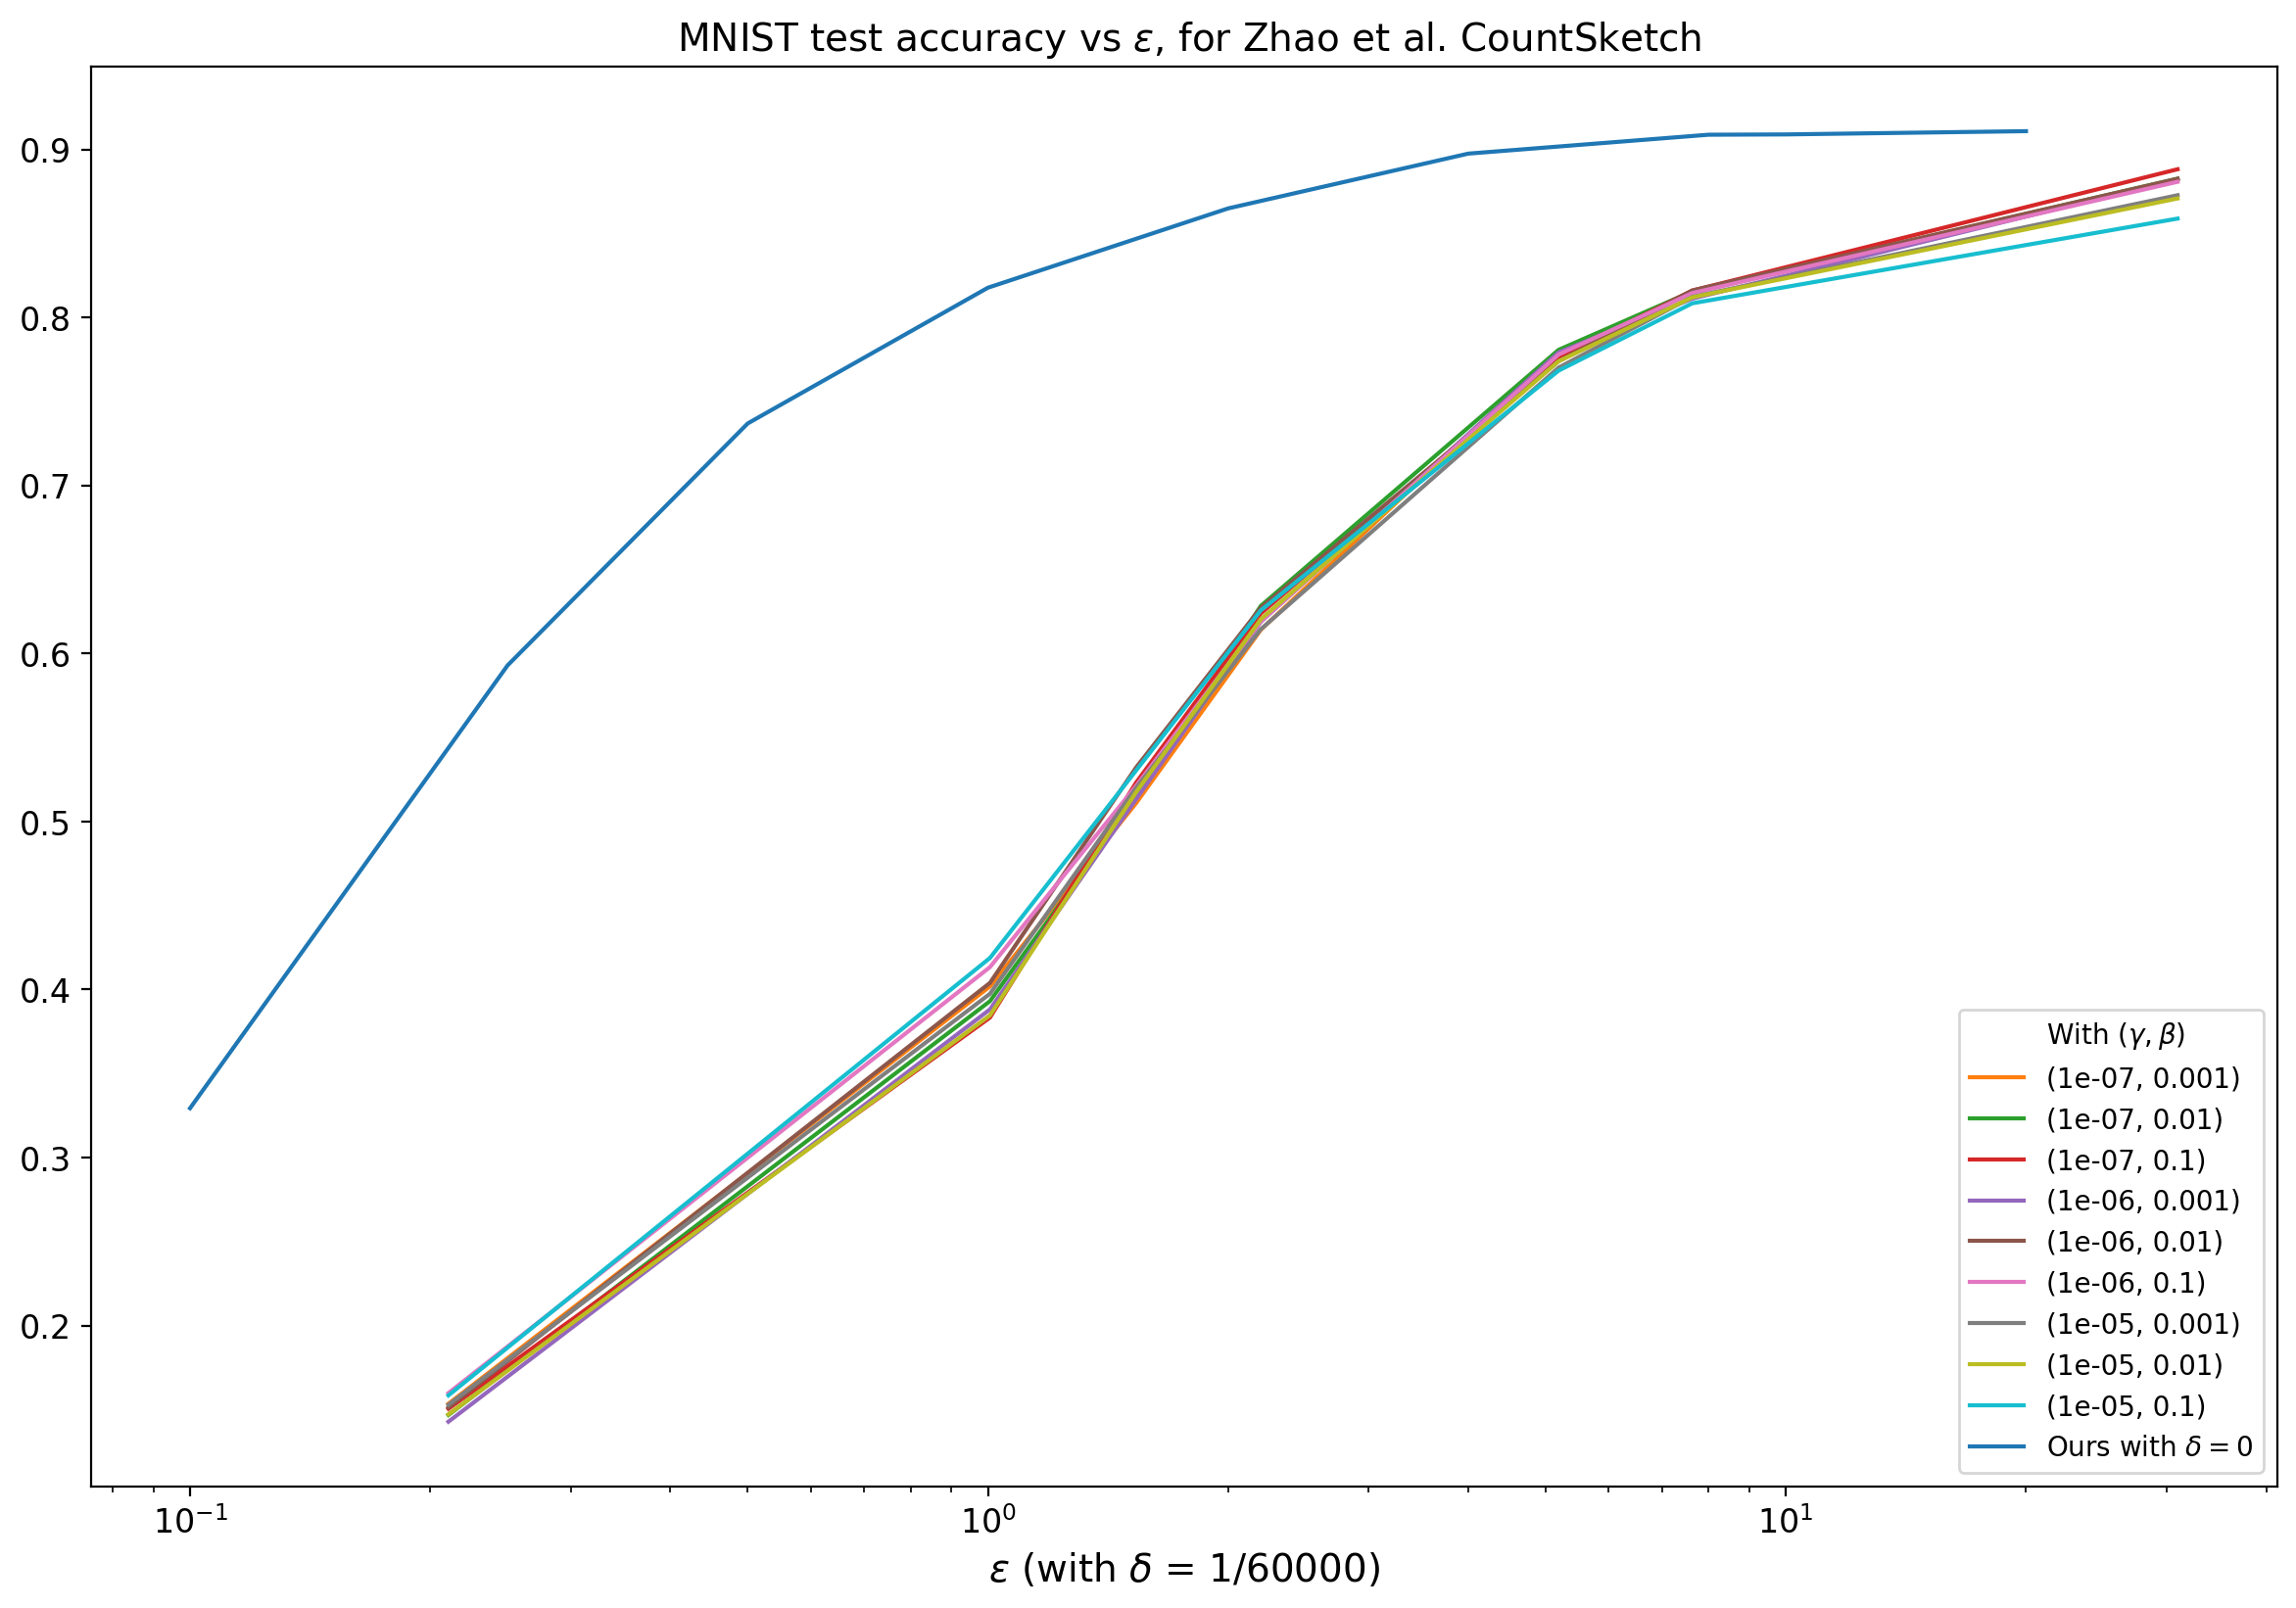 MNIST test accuracy vs ε, for Zhao et al. CountSketch
0.9
0.8
0.7
0.6
0.5
0.4
0.3
0.2
With (γ, β)
(1e-07, 0.001)
(1e-07, 0.01)
(1e-07, 0.1)
(1e-06, 0.001)
(1e-06, 0.01)
(1e-06, 0.1)
(1e-05, 0.001)
(1e-05, 0.01)
(1e-05, 0.1)
Ours with δ = 0
10⁻¹ 10⁰ 10¹
ε (with δ = 1/60000)